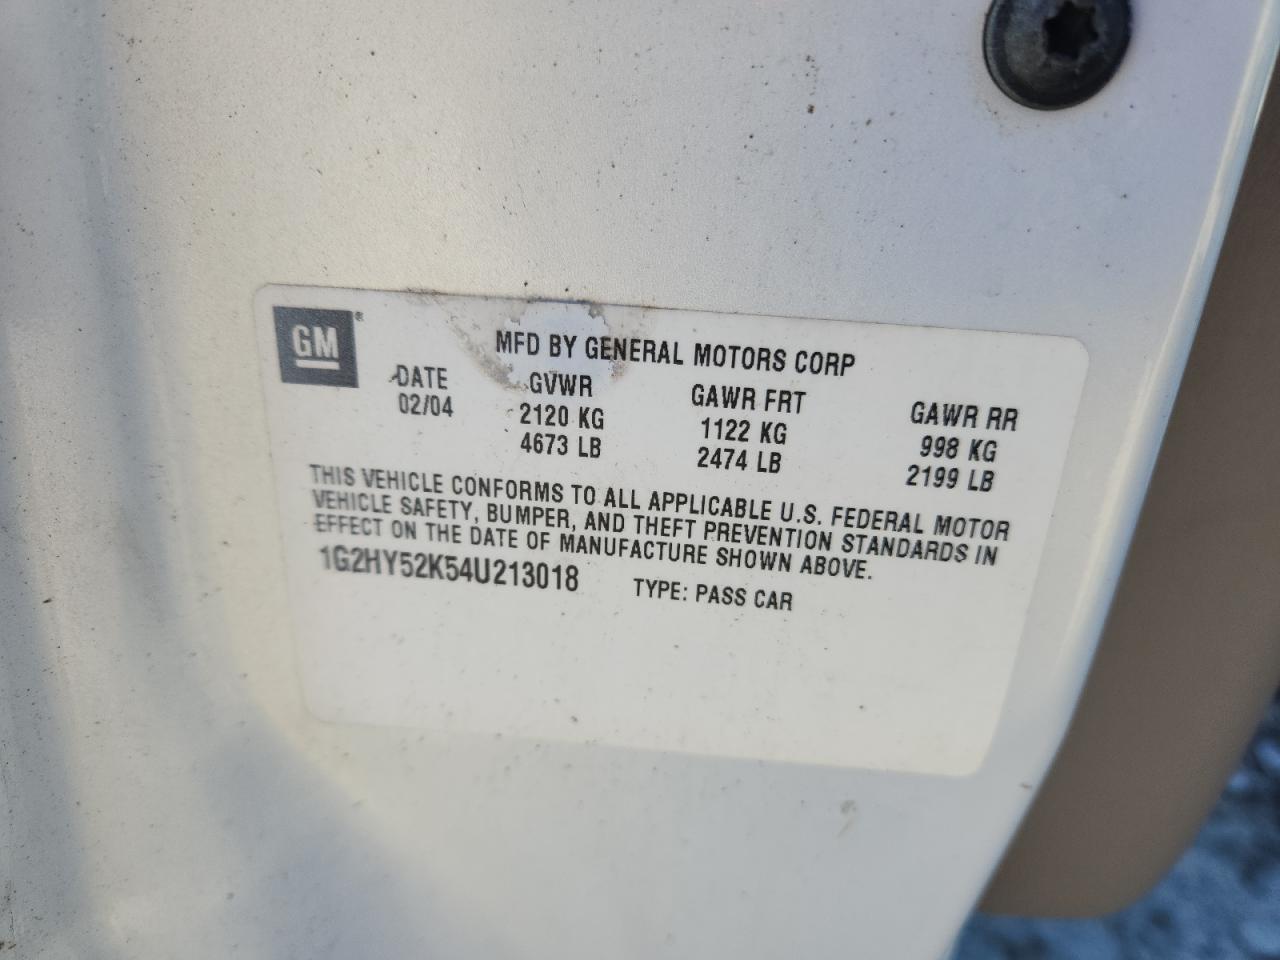 GM®
MFD BY GENERAL MOTORS CORP
DATE GVWR GAWR FRT GAWR RR
02/04 2120 KG 1122 KG 998 KG
4673 LB 2474 LB 2199 LB
THIS VEHICLE CONFORMS TO ALL APPLICABLE U.S. FEDERAL MOTOR
VEHICLE SAFETY, BUMPER, AND THEFT PREVENTION STANDARDS IN
EFFECT ON THE DATE OF MANUFACTURE SHOWN ABOVE.
1G2HY52K54U213018 TYPE: PASS CAR